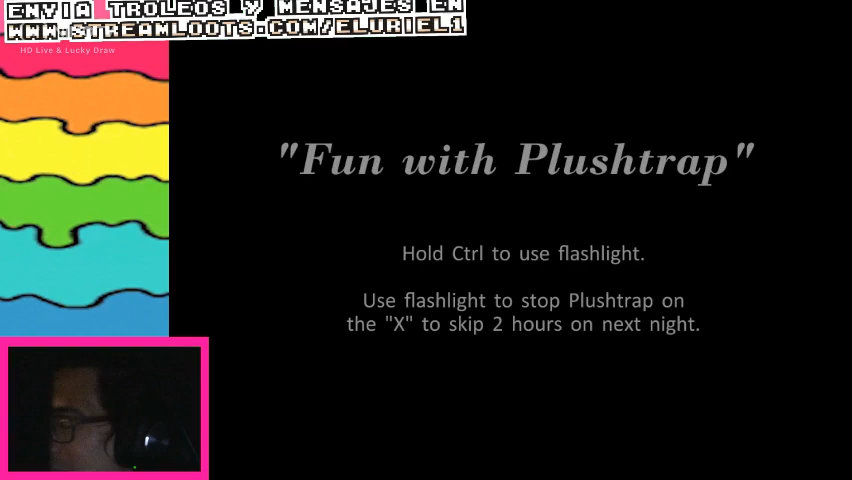 ENVIA TROLEOS Y MENSAJES EN
WWW.STREAMLOOTS.COM/ELURIEL1
HD Live & Lucky Draw
"Fun with Plushtrap"
Hold Ctrl to use flashlight.
Use flashlight to stop Plushtrap on
the "X" to skip 2 hours on next night.